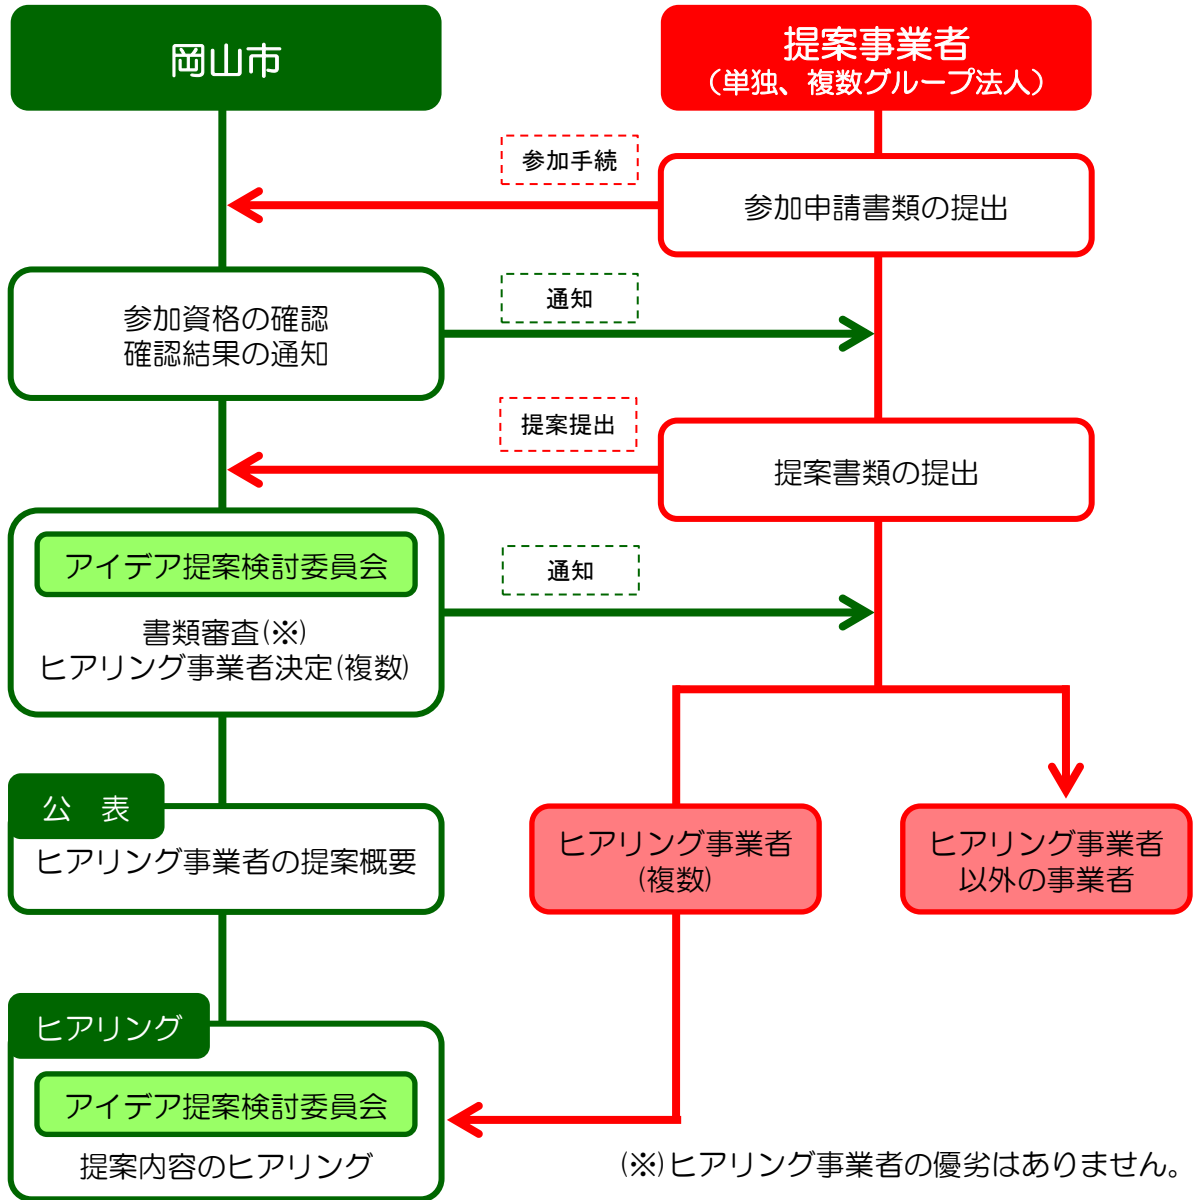 岡山市
提案事業者
（単独、複数グループ法人）
参加手続
参加申請書類の提出
参加資格の確認
確認結果の通知
通知
提案提出
提案書類の提出
アイデア提案検討委員会
書類審査(※)
ヒアリング事業者決定(複数)
通知
公　表
ヒアリング事業者の提案概要
ヒアリング事業者
(複数)
ヒアリング事業者
以外の事業者
ヒアリング
アイデア提案検討委員会
提案内容のヒアリング
(※)ヒアリング事業者の優劣はありません。